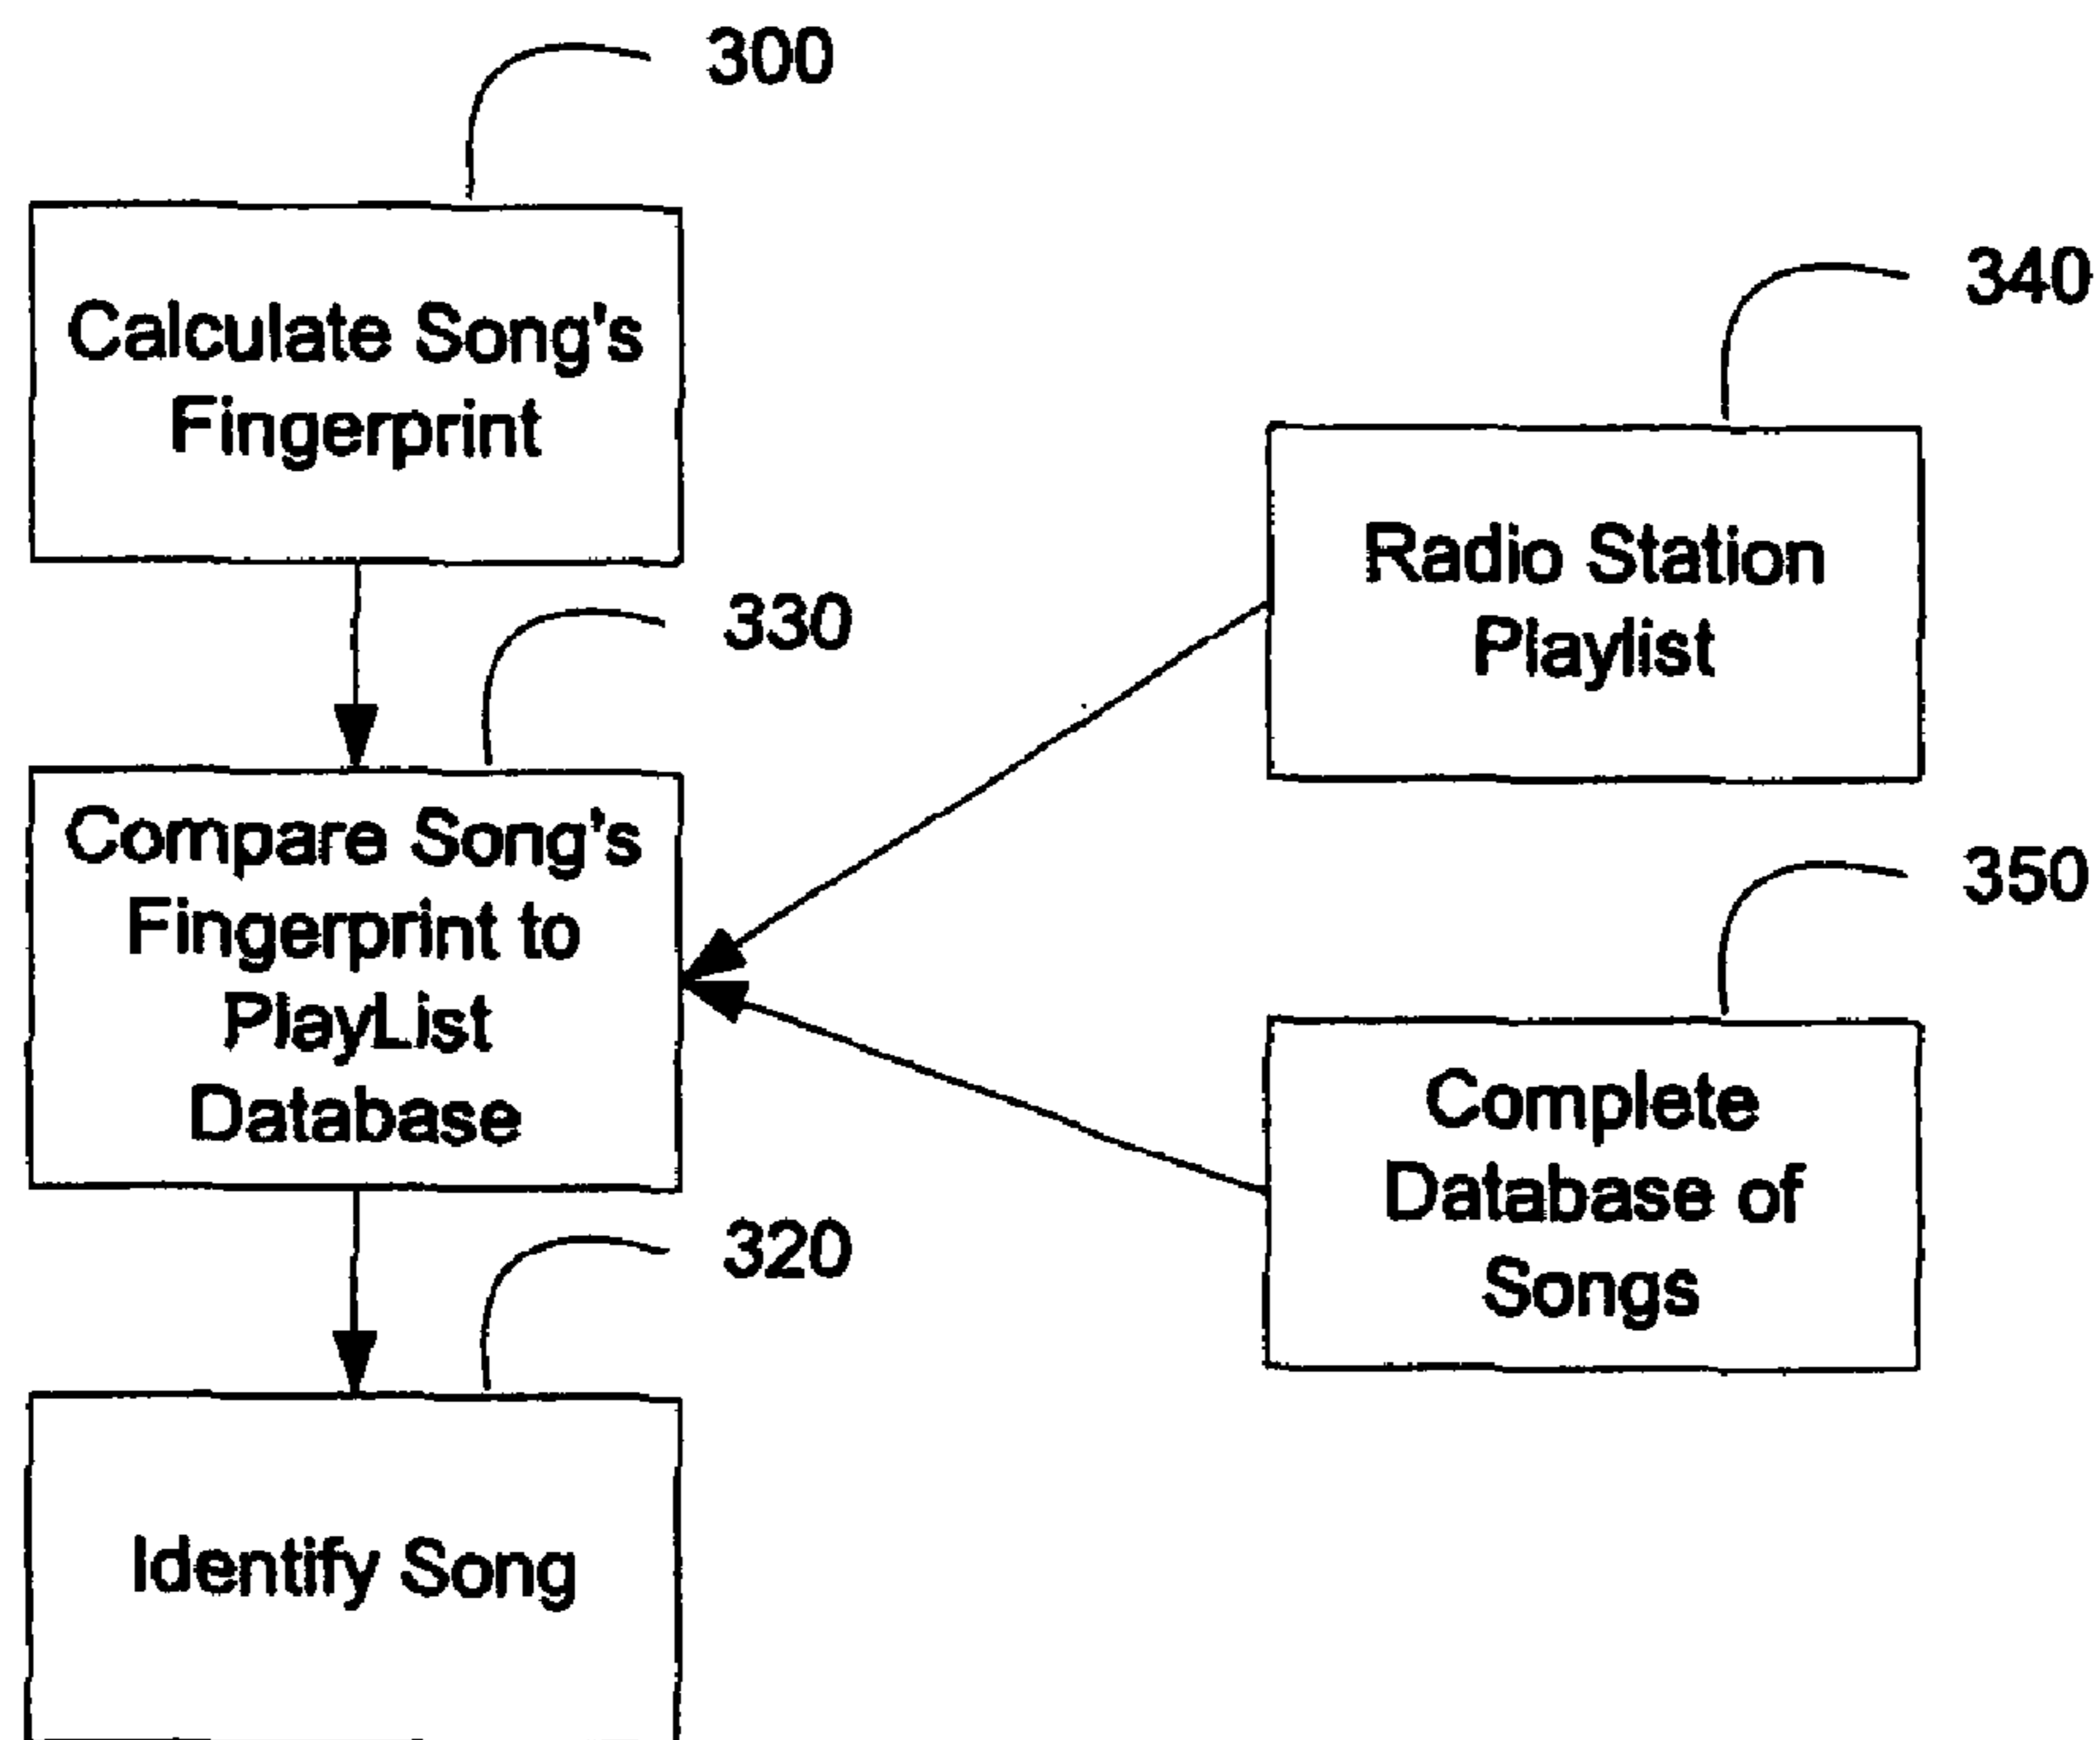 300
Calculate Song's
Fingerprint
330
Compare Song's
Fingerprint to
PlayList
Database
320
Identify Song
340
Radio Station
Playlist
350
Complete
Database of
Songs